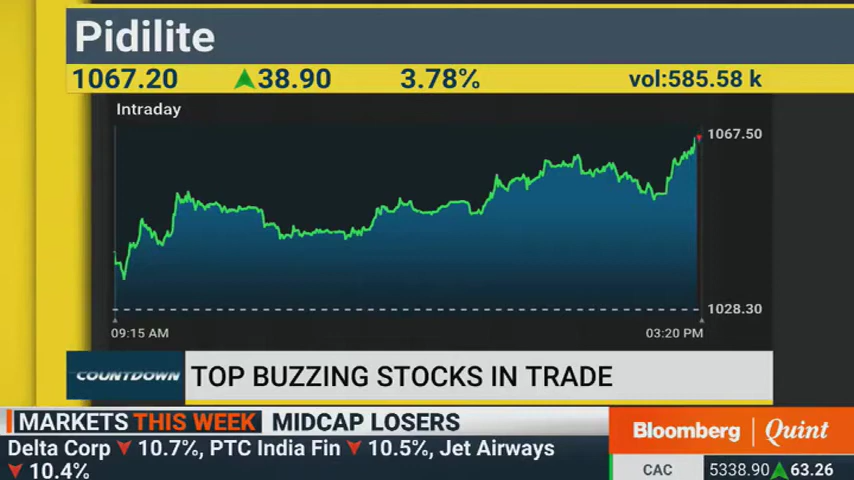 Pidilite
1067.20 38.90 3.78% vol:585.58 k
Intraday
1067.50
1028.30
09:15 AM 03:20 PM
COUNTDOWN TOP BUZZING STOCKS IN TRADE
MARKETS THIS WEEK MIDCAP LOSERS
Delta Corp 10.7%, PTC India Fin 10.5%, Jet Airways
10.4%
Bloomberg | Quint
CAC 5338.90 63.26